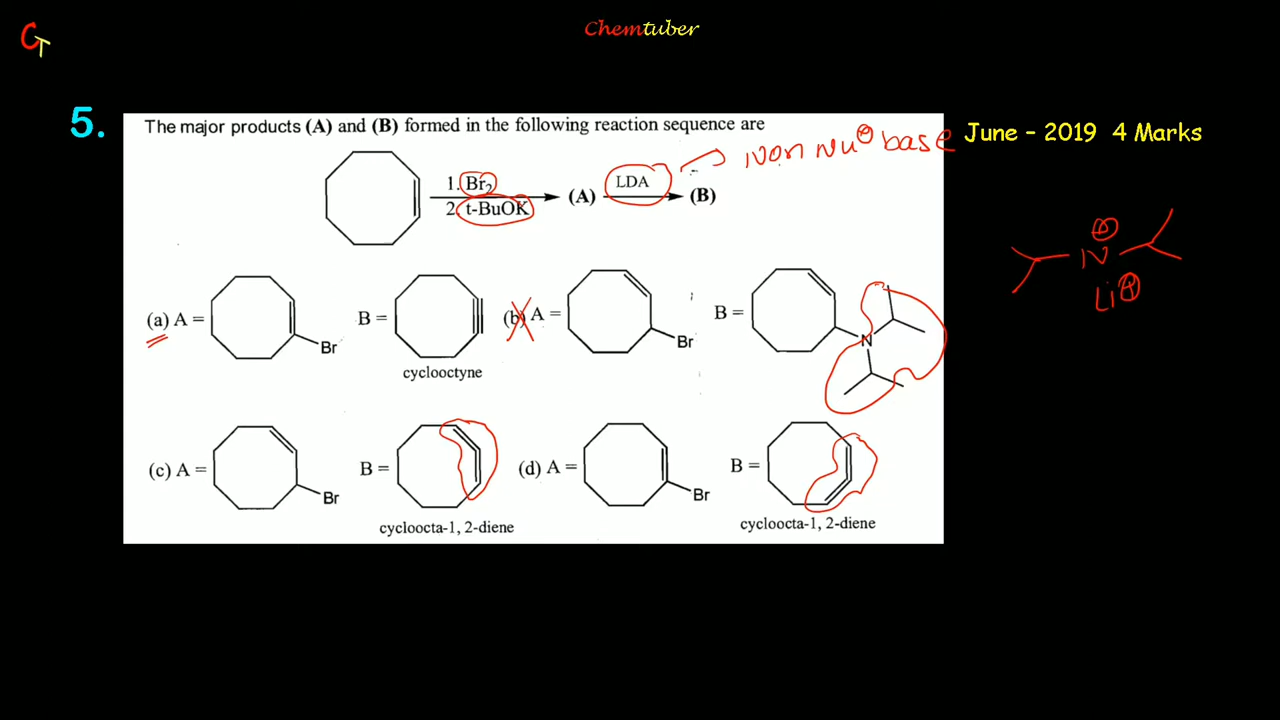 Chemtuber
CT
5.
The major products (A) and (B) formed in the following reaction sequence are
June - 2019 4 Marks
Non Nu⊖ base
1. Br2
2. t-BuOK
(A)
LDA
(B)
⊖
N
Li⊕
(a) A =
Br
B =
cyclooctyne
(b) A =
Br
B =
N
(c) A =
Br
B =
cycloocta-1, 2-diene
(d) A =
Br
B =
cycloocta-1, 2-diene